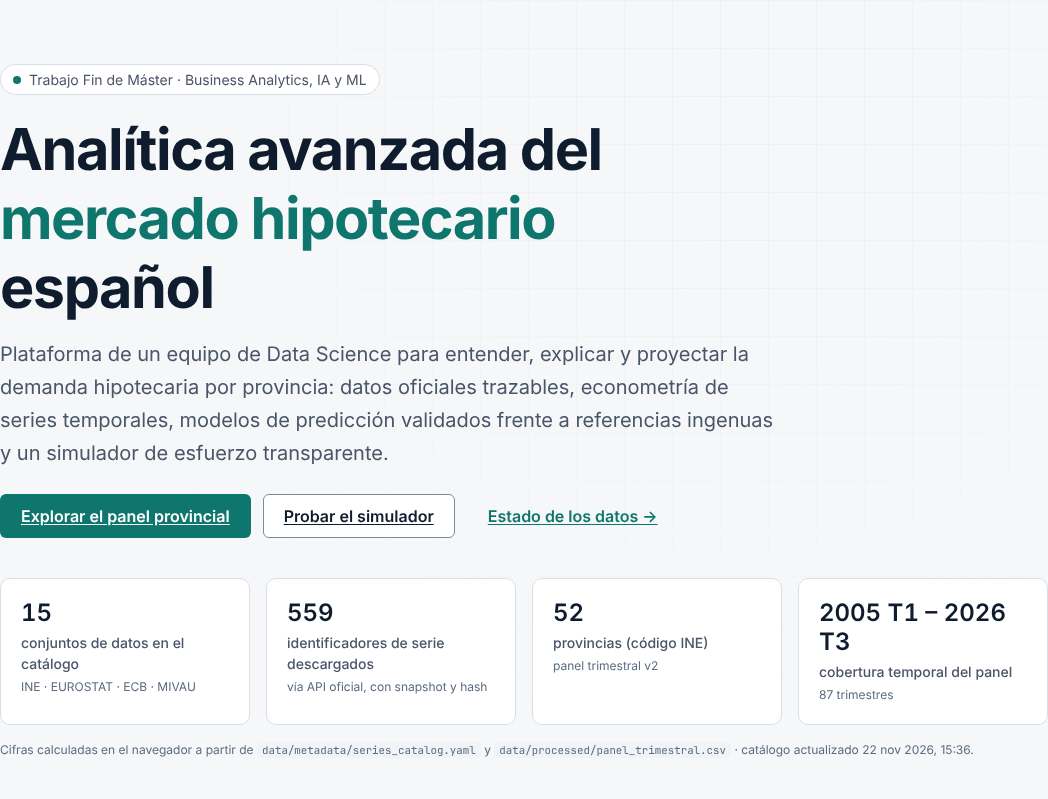 Trabajo Fin de Máster · Business Analytics, IA y ML
Analítica avanzada del
mercado hipotecario
español
Plataforma de un equipo de Data Science para entender, explicar y proyectar la
demanda hipotecaria por provincia: datos oficiales trazables, econometría de
series temporales, modelos de predicción validados frente a referencias ingenuas
y un simulador de esfuerzo transparente.
Explorar el panel provincial
Probar el simulador
Estado de los datos →
15
conjuntos de datos en el
catálogo
INE · EUROSTAT · ECB · MIVAU
559
identificadores de serie
descargados
vía API oficial, con snapshot y hash
52
provincias (código INE)
panel trimestral v2
2005 T1 – 2026
T3
cobertura temporal del panel
87 trimestres
Cifras calculadas en el navegador a partir de data/metadata/series_catalog.yaml y data/processed/panel_trimestral.csv · catálogo actualizado 22 nov 2026, 15:36.